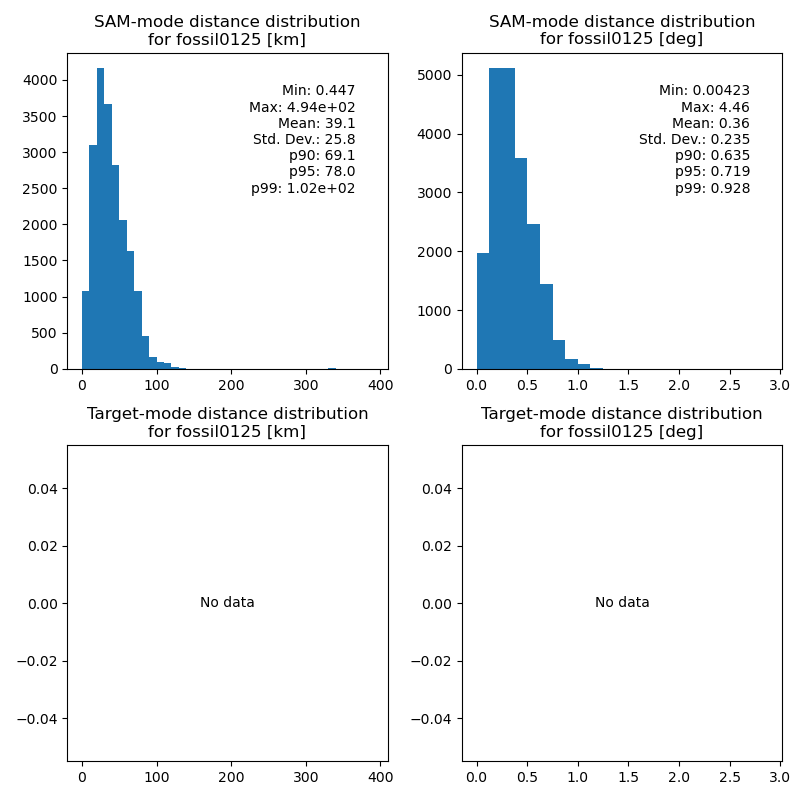 SAM-mode distance distribution
for fossil0125 [km]
4000
3500
3000
2500
2000
1500
1000
500
0
Min: 0.447
Max: 4.94e+02
Mean: 39.1
Std. Dev.: 25.8
p90: 69.1
p95: 78.0
p99: 1.02e+02
0 100 200 300 400
SAM-mode distance distribution
for fossil0125 [deg]
5000
4000
3000
2000
1000
0
Min: 0.00423
Max: 4.46
Mean: 0.36
Std. Dev.: 0.235
p90: 0.635
p95: 0.719
p99: 0.928
0.0 0.5 1.0 1.5 2.0 2.5 3.0
Target-mode distance distribution
for fossil0125 [km]
0.04
0.02
0.00
−0.02
−0.04
No data
0 100 200 300 400
Target-mode distance distribution
for fossil0125 [deg]
0.04
0.02
0.00
−0.02
−0.04
No data
0.0 0.5 1.0 1.5 2.0 2.5 3.0